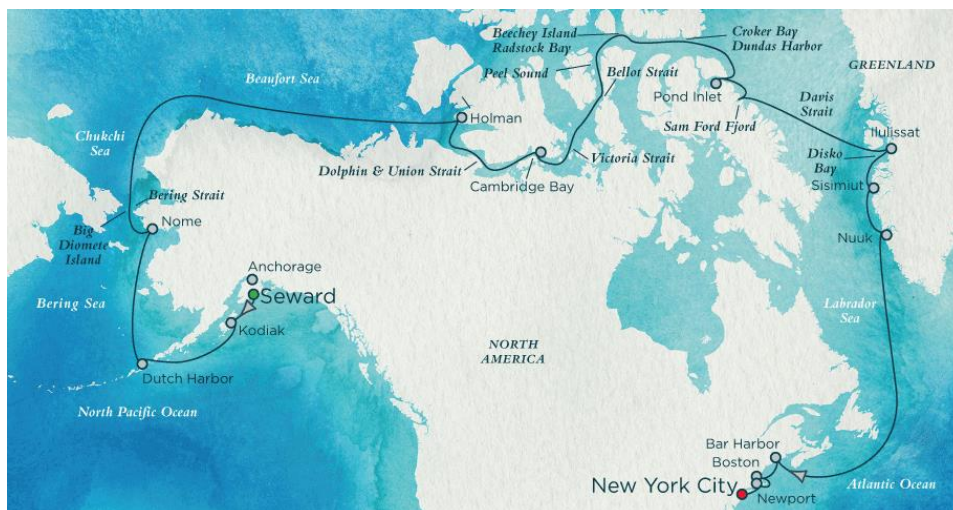 Beechey Island
Radstock Bay
Croker Bay
Dundas Harbor
GREENLAND
Beaufort Sea
Peel Sound
Bellot Strait
Pond Inlet
Davis
Strait
Holman
Sam Ford Fjord
Ilulissat
Chukchi
Sea
Dolphin & Union Strait
Victoria Strait
Disko
Bay
Cambridge Bay
Sisimiut
Bering Strait
Nome
Big
Diomete
Island
Nuuk
Anchorage
Seward
Bering Sea
Labrador
Sea
Kodiak
NORTH
AMERICA
Dutch Harbor
North Pacific Ocean
Bar Harbor
Boston
New York City
Newport
Atlantic Ocean